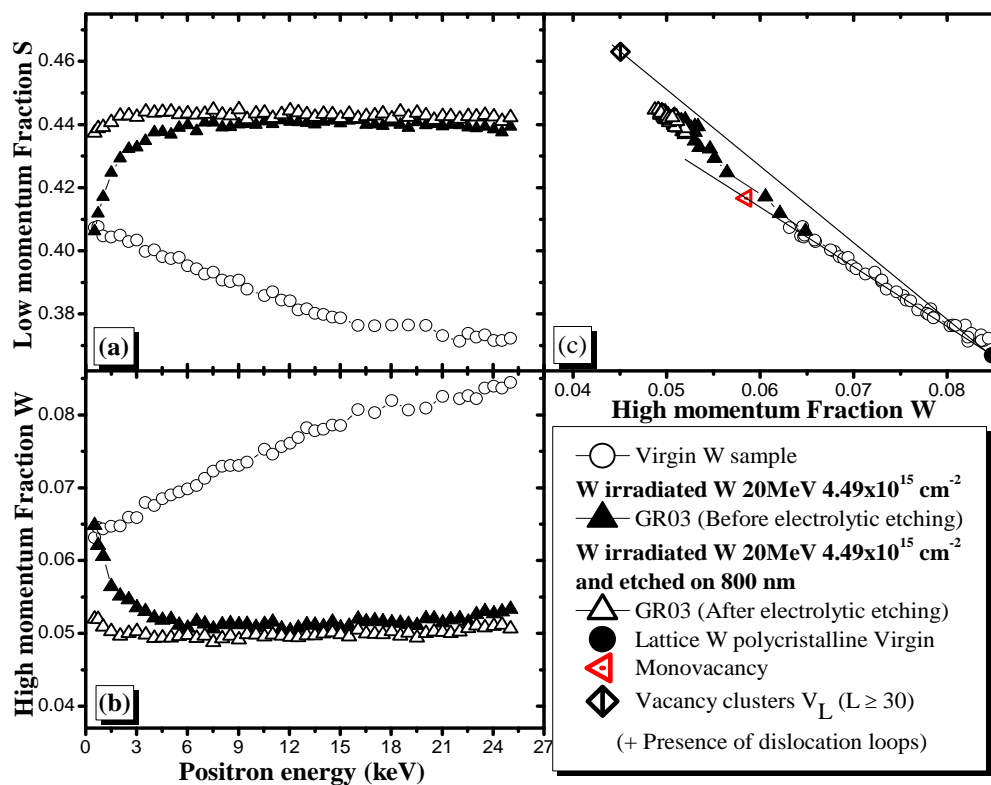 Low momentum Fraction S
0.46
0.44
0.42
0.40
0.38
(a)
High momentum Fraction W
0.08
0.07
0.06
0.05
0.04
(b)
0 3 6 9 12 15 18 21 24 27
Positron energy (keV)
(c)
0.04 0.05 0.06 0.07 0.08
High momentum Fraction W
Virgin W sample
W irradiated W 20MeV 4.49x10¹⁵ cm⁻²
GR03 (Before electrolytic etching)
W irradiated W 20MeV 4.49x10¹⁵ cm⁻²
and etched on 800 nm
GR03 (After electrolytic etching)
Lattice W polycristalline Virgin
Monovacancy
Vacancy clusters V_L (L ≥ 30)
(+ Presence of dislocation loops)